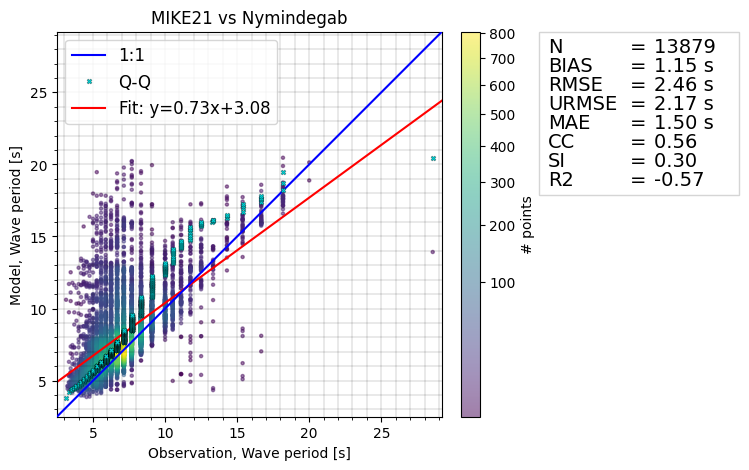 MIKE21 vs Nymindegab
1:1
Q-Q
Fit: y=0.73x+3.08
Model, Wave period [s]
25
20
15
10
5
5 10 15 20 25
Observation, Wave period [s]
800
700
600
500
400
300
200
100
# points
N = 13879
BIAS = 1.15 s
RMSE = 2.46 s
URMSE = 2.17 s
MAE = 1.50 s
CC = 0.56
SI = 0.30
R2 = -0.57